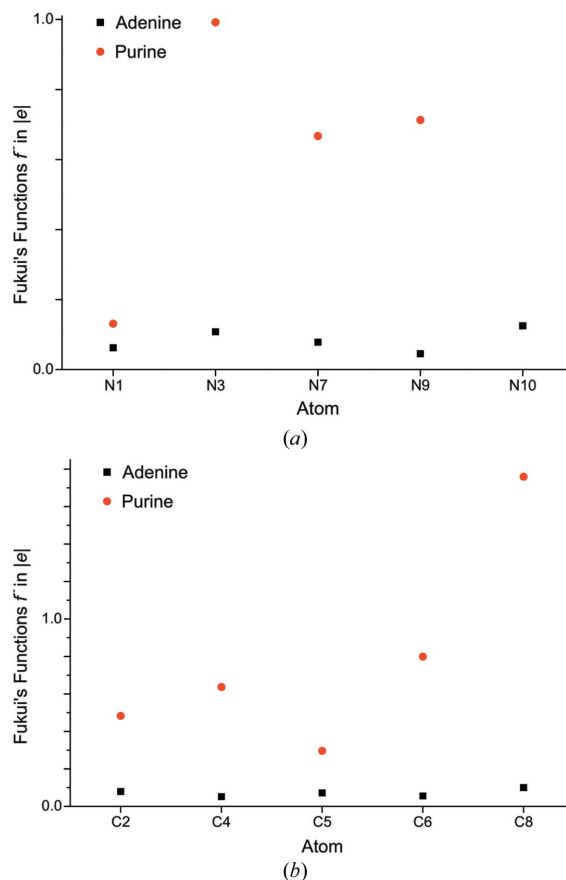 1.0
Adenine
Purine
Fukui's Functions f⁻ in |e|
0.0
N1 N3 N7 N9 N10
Atom
(a)
Adenine
Purine
Fukui's Functions f⁻ in |e|
1.0
0.0
C2 C4 C5 C6 C8
Atom
(b)